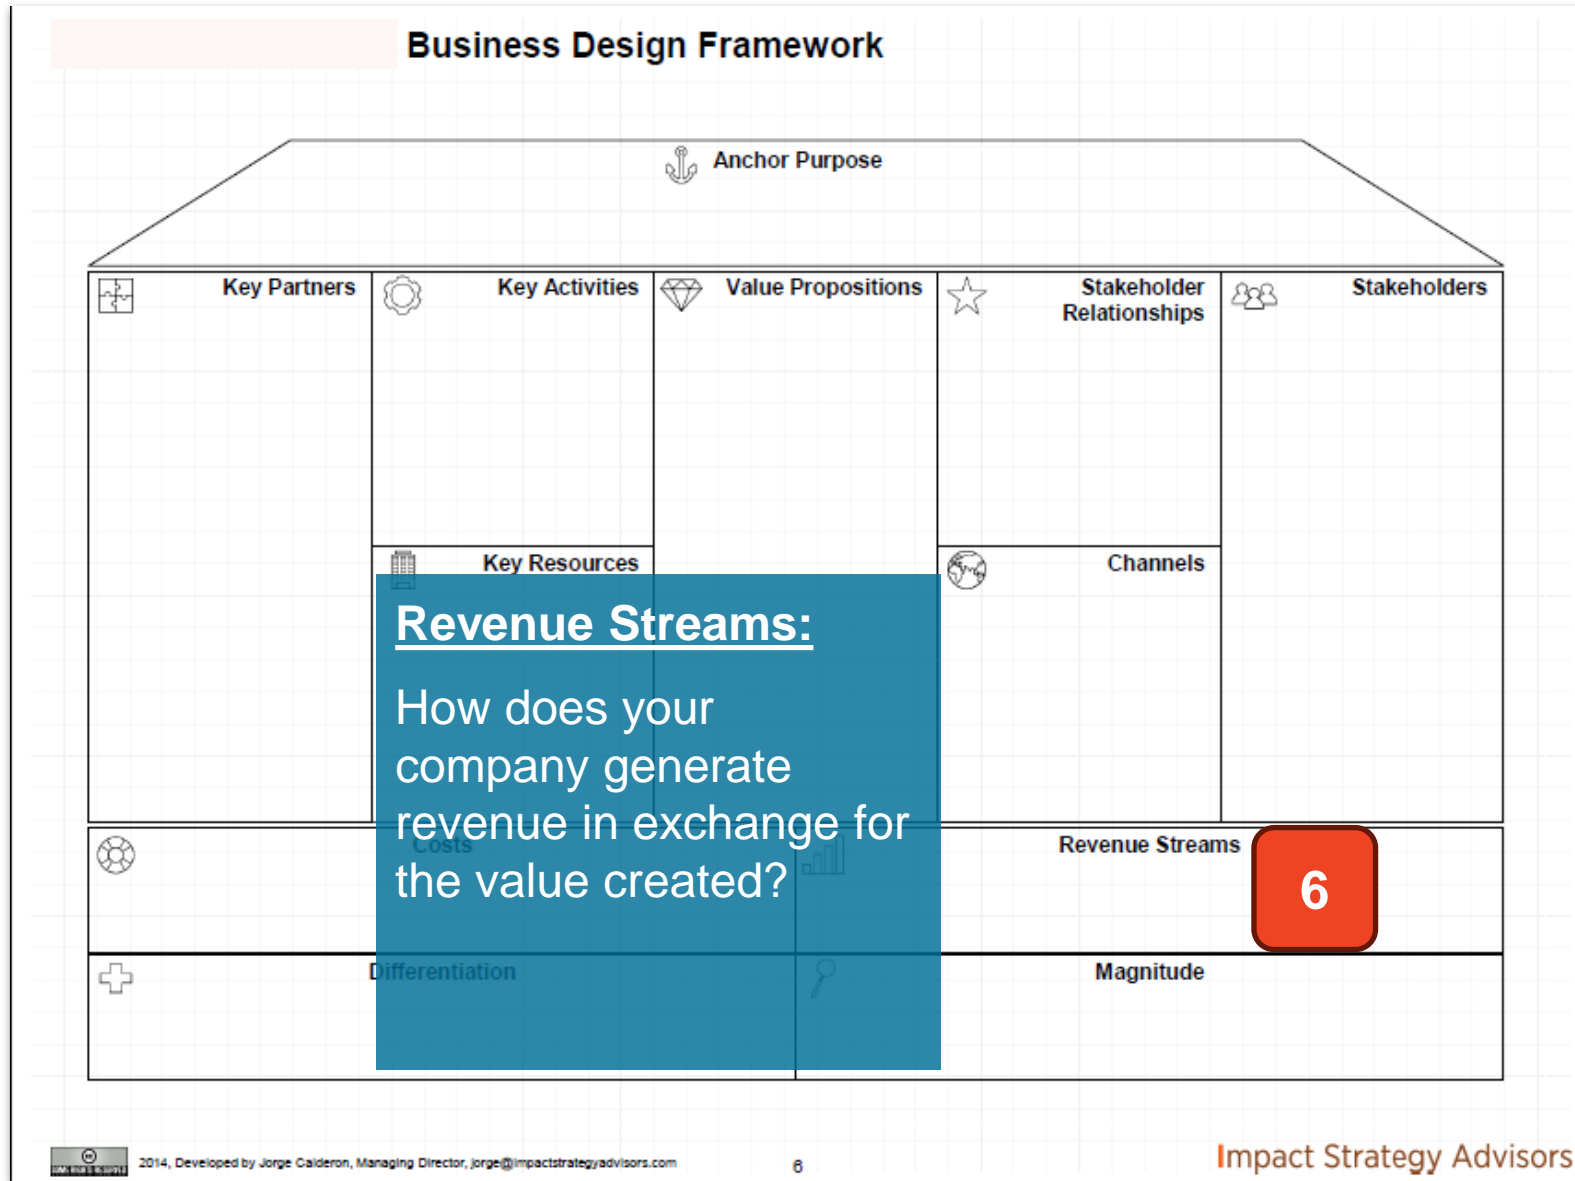 Business Design Framework
Anchor Purpose
Key Partners
Key Activities
Value Propositions
Stakeholder
Relationships
Stakeholders
Key Resources
Channels
Revenue Streams:
How does your
company generate
revenue in exchange for
the value created?
Costs
Revenue Streams
6
Differentiation
Magnitude
2014, Developed by Jorge Calderon, Managing Director, jorge@impactstrategyadvisors.com
6
Impact Strategy Advisors